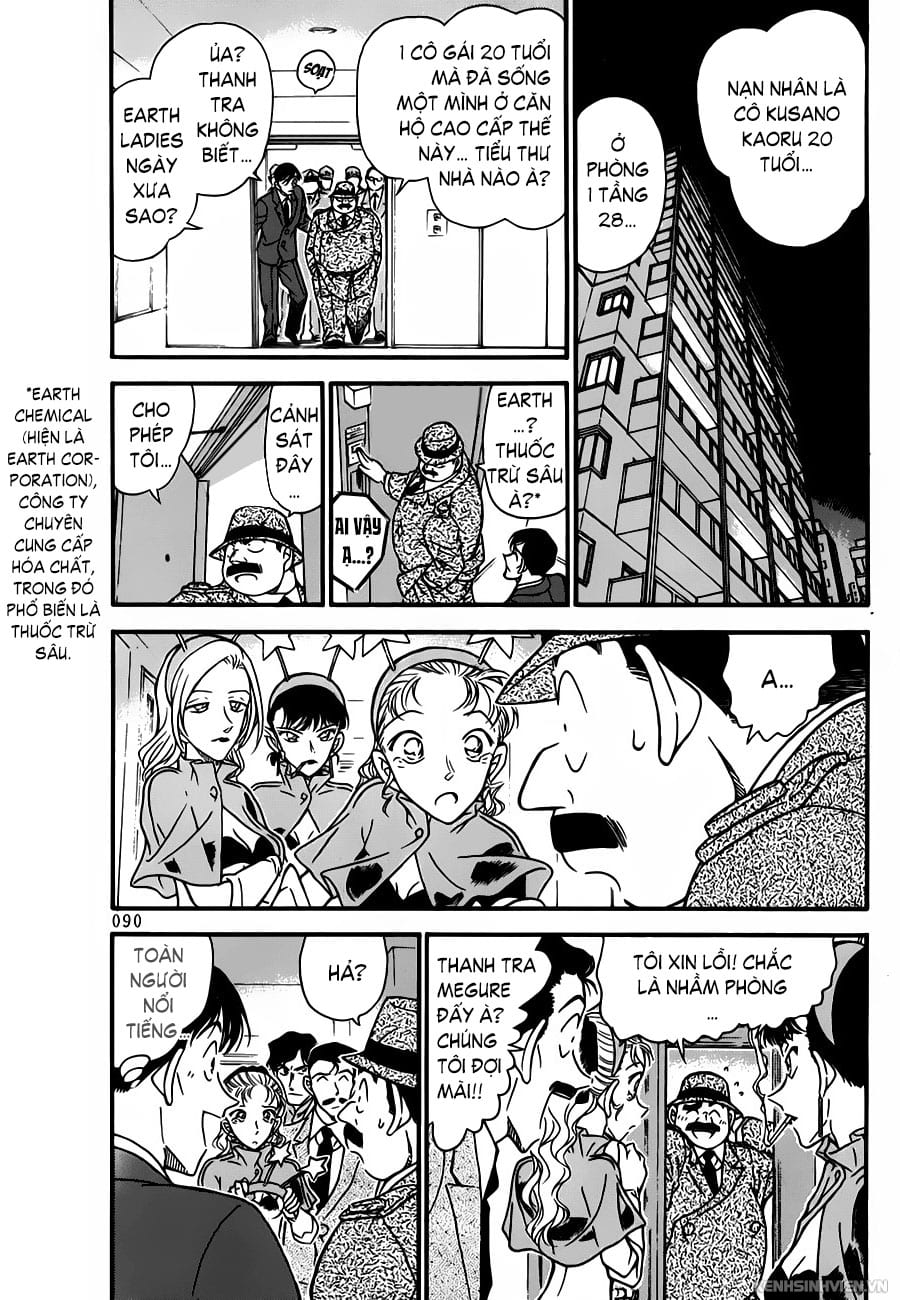 NẠN NHÂN LÀ
CÔ KUSANO
KAORU 20
TUỔI...
Ở
PHÒNG
1 TẦNG
28...
SOẠT
1 CÔ GÁI 20 TUỔI
MÀ ĐÃ SỐNG
MỘT MÌNH Ở CĂN
HỘ CAO CẤP THẾ
NÀY... TIỂU THƯ
NHÀ NÀO À?
ỦA?
THANH
TRA
KHÔNG
BIẾT...
EARTH
LADIES
NGÀY
XƯA
SAO?
EARTH
...?
THUỐC
TRỪ SÂU
À?*
AI VẬY
Ạ...?
CẢNH
SÁT ĐÂY
...
CHO
PHÉP
TÔI...
*EARTH
CHEMICAL
(HIỆN LÀ
EARTH COR-
PORATION),
CÔNG TY
CHUYÊN
CUNG CẤP
HÓA CHẤT,
TRONG ĐÓ
PHỔ BIẾN LÀ
THUỐC TRỪ
SÂU.
A...
090
TÔI XIN LỖI! CHẮC
LÀ NHẦM PHÒNG
...
THANH TRA
MEGURE
ĐẤY À?
CHÚNG
TÔI ĐỢI
MÃI!!
HẢ?
TOÀN
NGƯỜI
NỔI
TIẾNG...
KENHSINHVIEN.VN